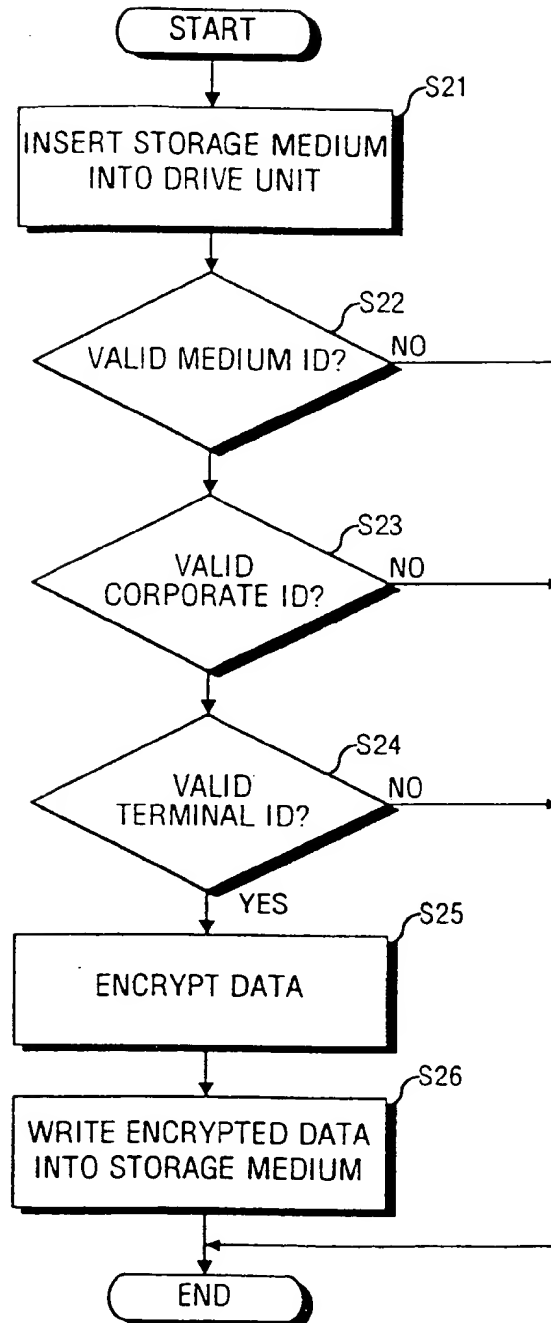 START
S21
INSERT STORAGE MEDIUM
INTO DRIVE UNIT
S22
VALID MEDIUM ID?
NO
S23
VALID
CORPORATE ID?
NO
S24
VALID
TERMINAL ID?
NO
YES
S25
ENCRYPT DATA
S26
WRITE ENCRYPTED DATA
INTO STORAGE MEDIUM
END